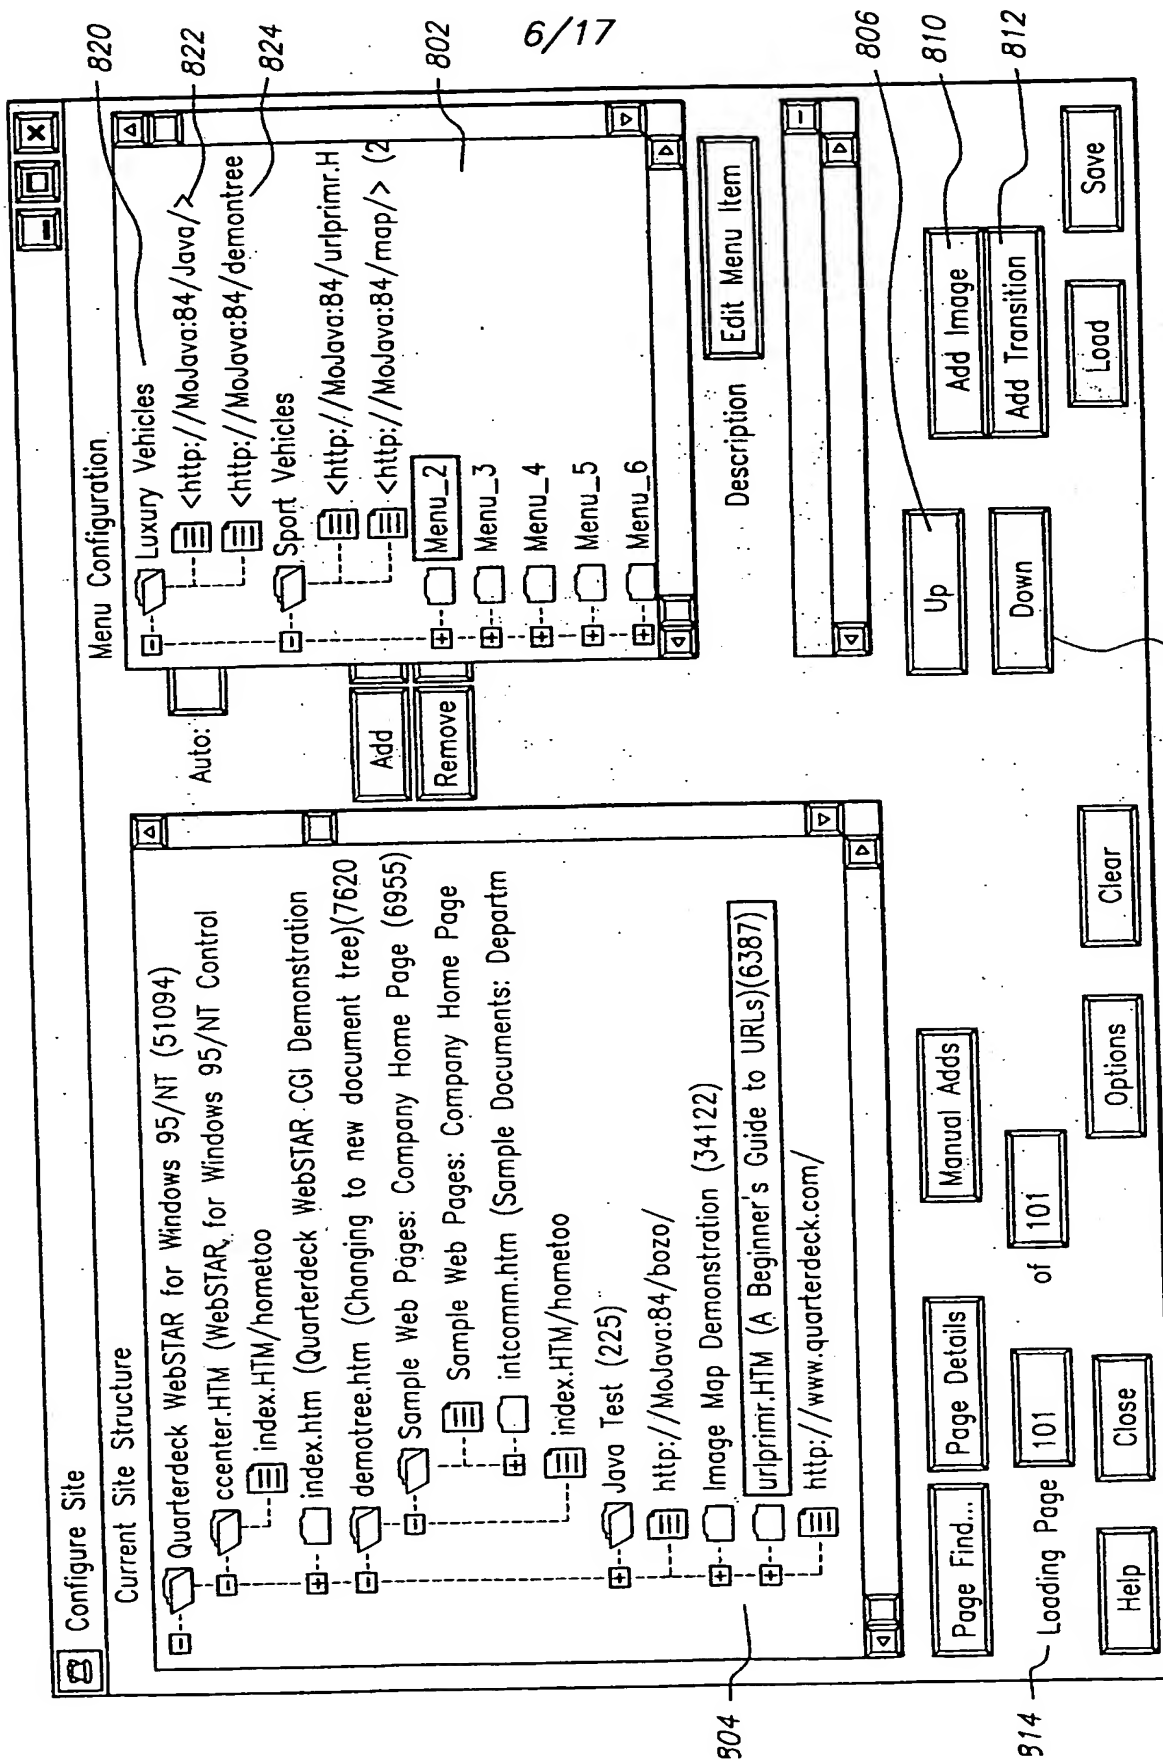 6/17
Configure Site
Current Site Structure
Quarterdeck WebSTAR for Windows 95/NT (51094)
ccenter.HTM (WebSTAR, for Windows 95/NT Control
index.HTM/hometoo
index.htm (Quarterdeck WebSTAR CGI Demonstration
demotree.htm (Changing to new document tree)(7620
Sample Web Pages: Company Home Page (6955)
Sample Web Pages: Company Home Page
intcomm.htm (Sample Documents: Departm
index.HTM/hometoo
Java Test (225)
http://MoJava:84/bozo/
Image Map Demonstration (34122)
urlprimr.HTM (A Beginner's Guide to URLs)(6387)
http://www.quarterdeck.com/
804
Auto:
Add
Remove
Menu Configuration
Luxury Vehicles
<http://MoJava:84/Java/>
<http://MoJava:84/demontree
Sport Vehicles
<http://MoJava:84/urlprimr.H
<http://MoJava:84/map/> (2
Menu_2
Menu_3
Menu_4
Menu_5
Menu_6
820
822
824
802
Description
Edit Menu Item
Page Find...
Page Details
Manual Adds
Up
Down
Add Image
Add Transition
806
810
812
814
Loading Page 101 of 101
Help
Close
Options
Clear
Load
Save